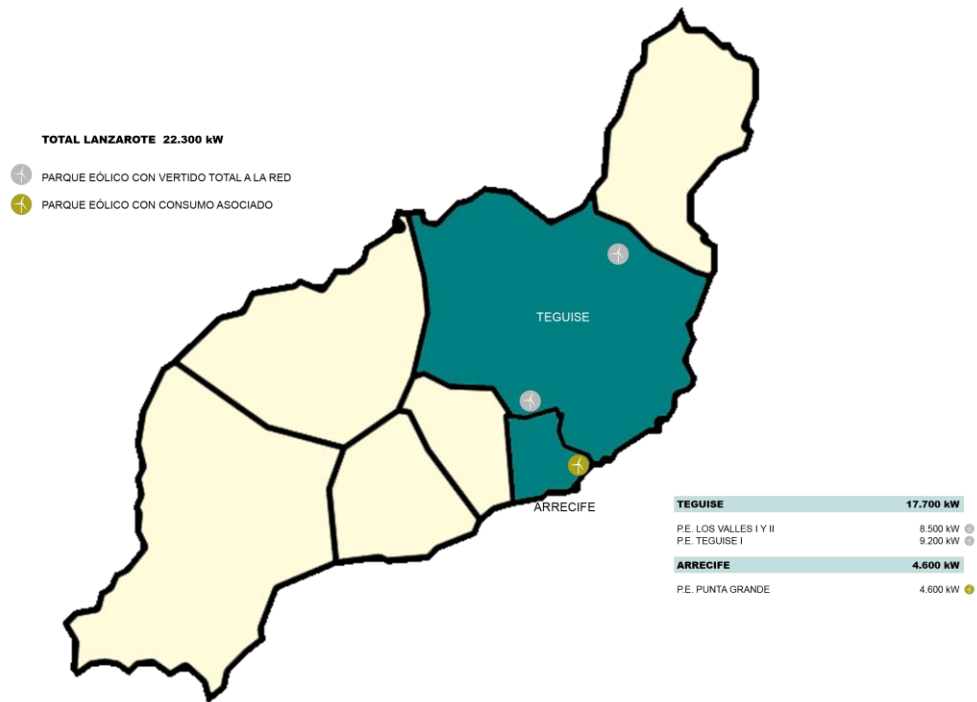 TOTAL LANZAROTE 22.300 kW
PARQUE EÓLICO CON VERTIDO TOTAL A LA RED
PARQUE EÓLICO CON CONSUMO ASOCIADO
TEGUISE
ARRECIFE
TEGUISE 17.700 kW
P.E. LOS VALLES I Y II 8.500 kW
P.E. TEGUISE I 9.200 kW
ARRECIFE 4.600 kW
P.E. PUNTA GRANDE 4.600 kW